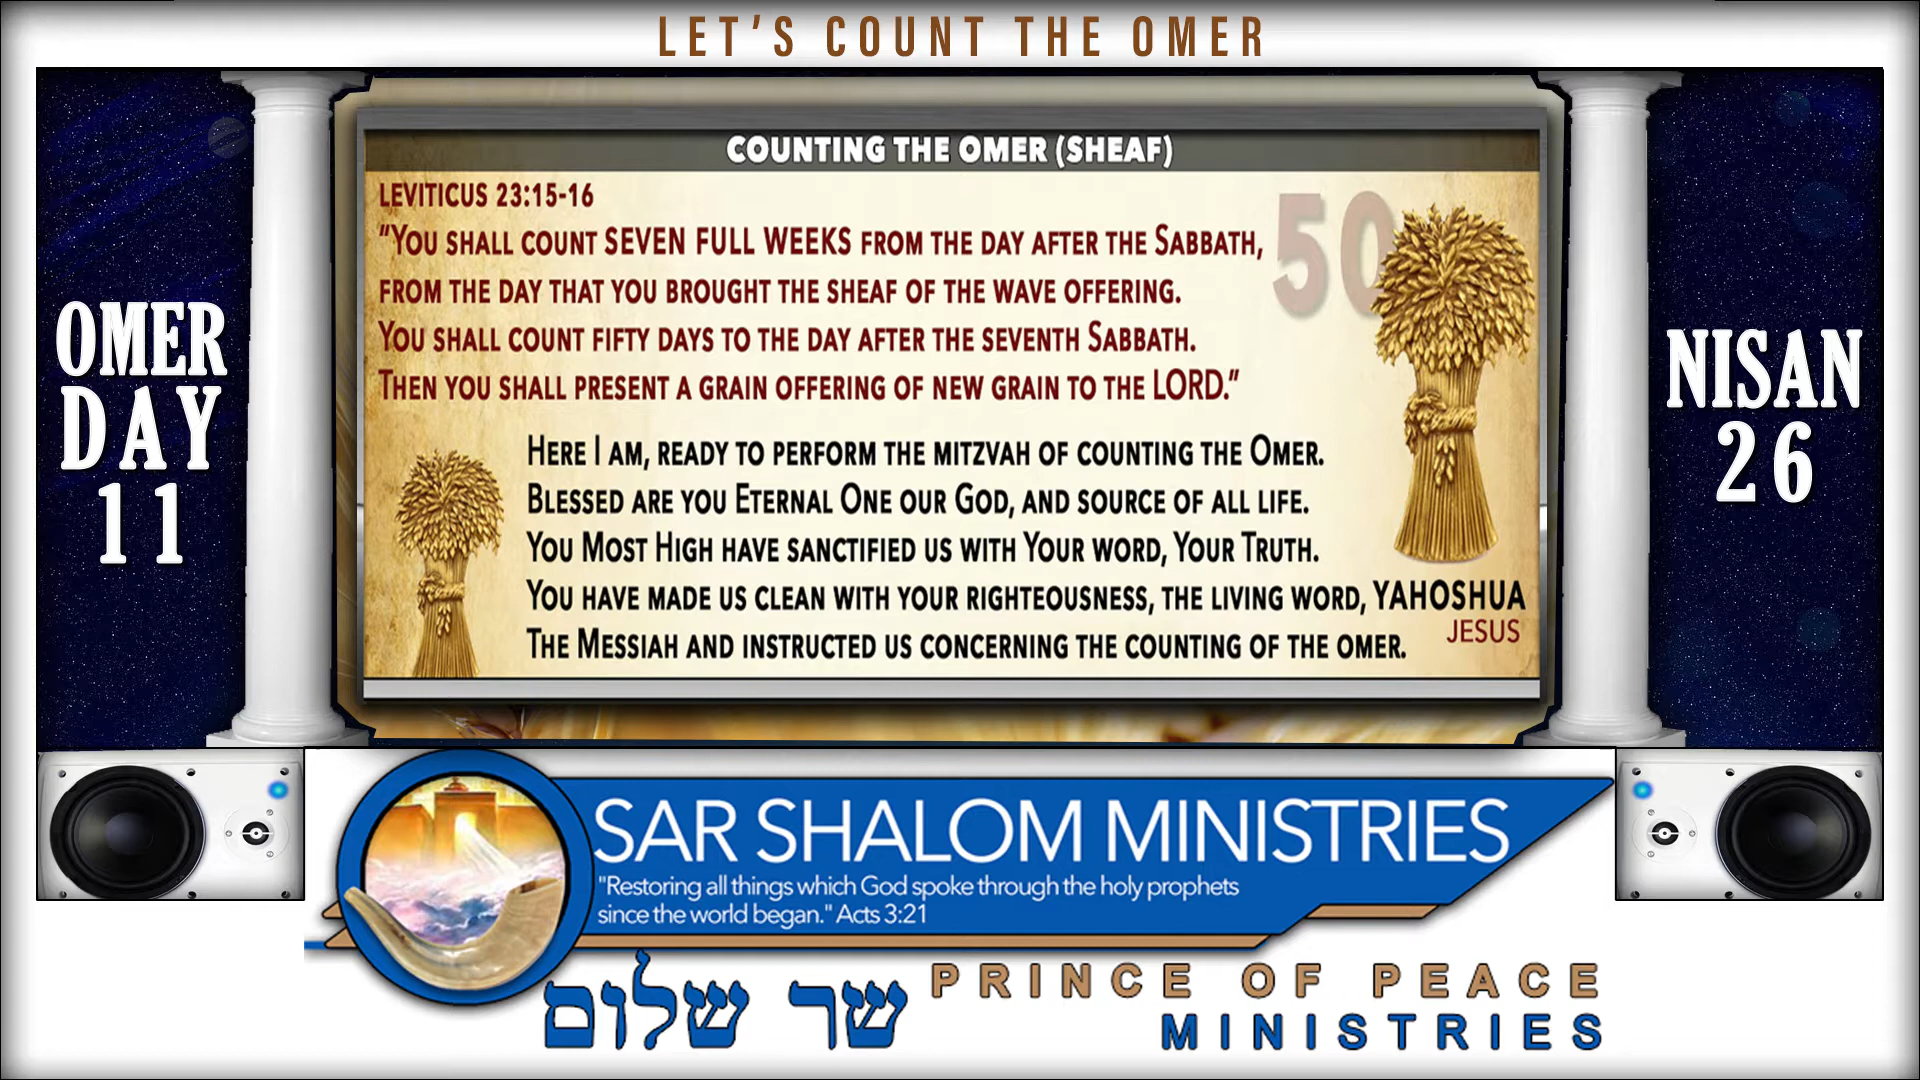 LET'S COUNT THE OMER
COUNTING THE OMER (SHEAF)
LEVITICUS 23:15-16
"YOU SHALL COUNT SEVEN FULL WEEKS FROM THE DAY AFTER THE SABBATH,
FROM THE DAY THAT YOU BROUGHT THE SHEAF OF THE WAVE OFFERING.
YOU SHALL COUNT FIFTY DAYS TO THE DAY AFTER THE SEVENTH SABBATH.
THEN YOU SHALL PRESENT A GRAIN OFFERING OF NEW GRAIN TO THE LORD."
50
HERE I AM, READY TO PERFORM THE MITZVAH OF COUNTING THE OMER.
BLESSED ARE YOU ETERNAL ONE OUR GOD, AND SOURCE OF ALL LIFE.
YOU MOST HIGH HAVE SANCTIFIED US WITH YOUR WORD, YOUR TRUTH.
YOU HAVE MADE US CLEAN WITH YOUR RIGHTEOUSNESS, THE LIVING WORD, YAHOSHUA
JESUS
THE MESSIAH AND INSTRUCTED US CONCERNING THE COUNTING OF THE OMER.
OMER
DAY
11
NISAN
26
SAR SHALOM MINISTRIES
"Restoring all things which God spoke through the holy prophets
since the world began." Acts 3:21
שר שלום
PRINCE OF PEACE
MINISTRIES